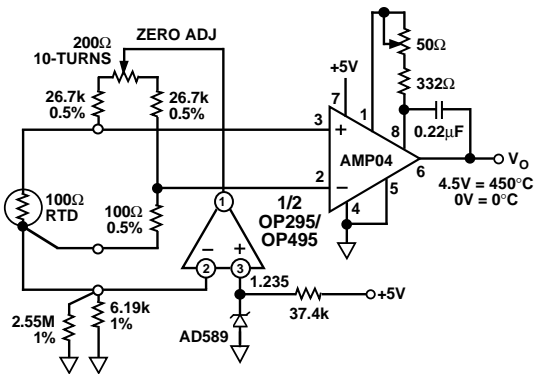 200Ω
10-TURNS
ZERO ADJ
26.7k
0.5%
26.7k
0.5%
+5V
50Ω
332Ω
7
1
3
+
8
0.22µF
AMP04
6
V_O
2
−
5
4
4.5V = 450°C
0V = 0°C
100Ω
RTD
100Ω
0.5%
1
1/2
OP295/
OP495
−
+
2
3
1.235
37.4k
+5V
2.55M
1%
6.19k
1%
AD589